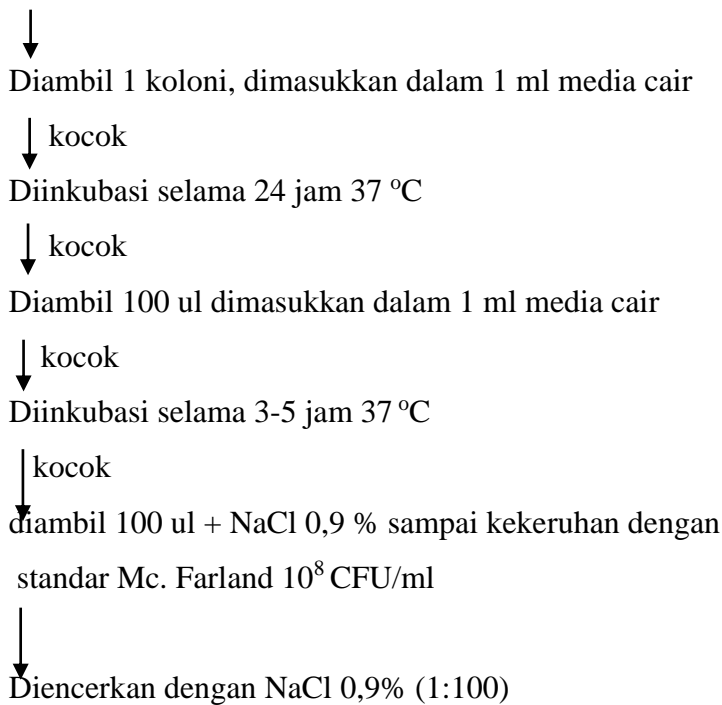 Diambil 1 koloni, dimasukkan dalam 1 ml media cair
kocok
Diinkubasi selama 24 jam 37 ºC
kocok
Diambil 100 ul dimasukkan dalam 1 ml media cair
kocok
Diinkubasi selama 3-5 jam 37 ºC
kocok
diambil 100 ul + NaCl 0,9 % sampai kekeruhan dengan
standar Mc. Farland 10⁸ CFU/ml
Diencerkan dengan NaCl 0,9% (1:100)